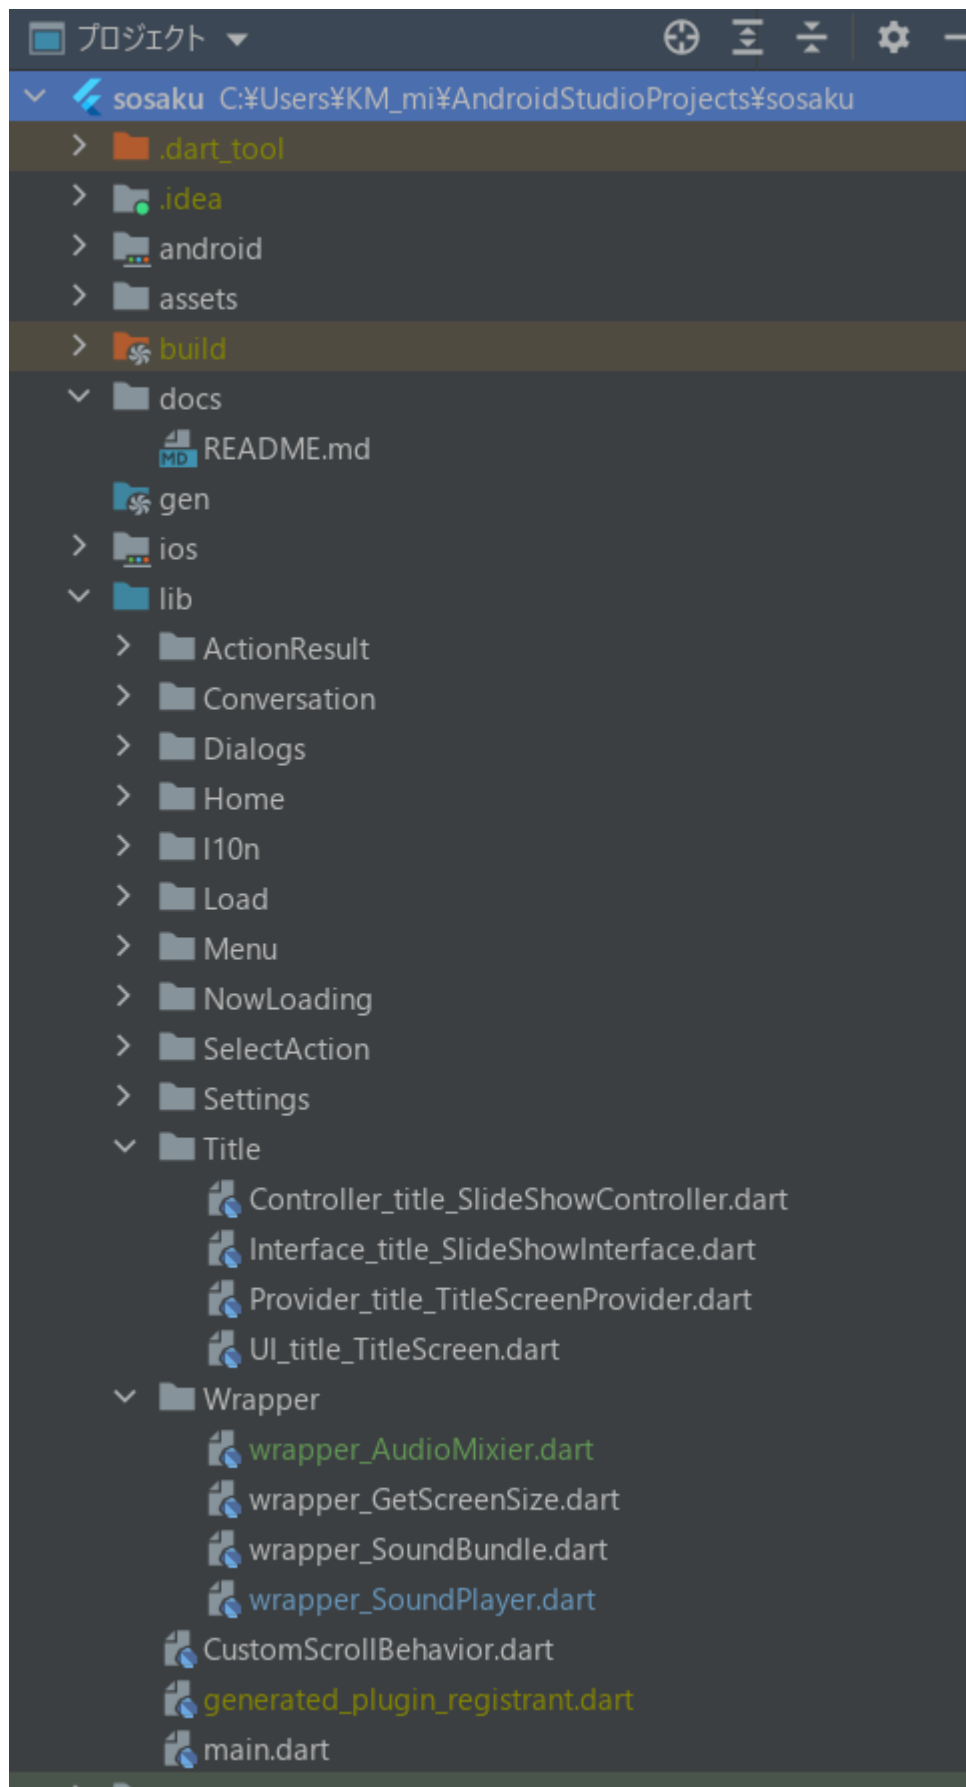 プロジェクト
sosaku C:¥Users¥KM_mi¥AndroidStudioProjects¥sosaku
.dart_tool
.idea
android
assets
build
docs
MD README.md
gen
ios
lib
ActionResult
Conversation
Dialogs
Home
l10n
Load
Menu
NowLoading
SelectAction
Settings
Title
Controller_title_SlideShowController.dart
Interface_title_SlideShowInterface.dart
Provider_title_TitleScreenProvider.dart
UI_title_TitleScreen.dart
Wrapper
wrapper_AudioMixier.dart
wrapper_GetScreenSize.dart
wrapper_SoundBundle.dart
wrapper_SoundPlayer.dart
CustomScrollBehavior.dart
generated_plugin_registrant.dart
main.dart